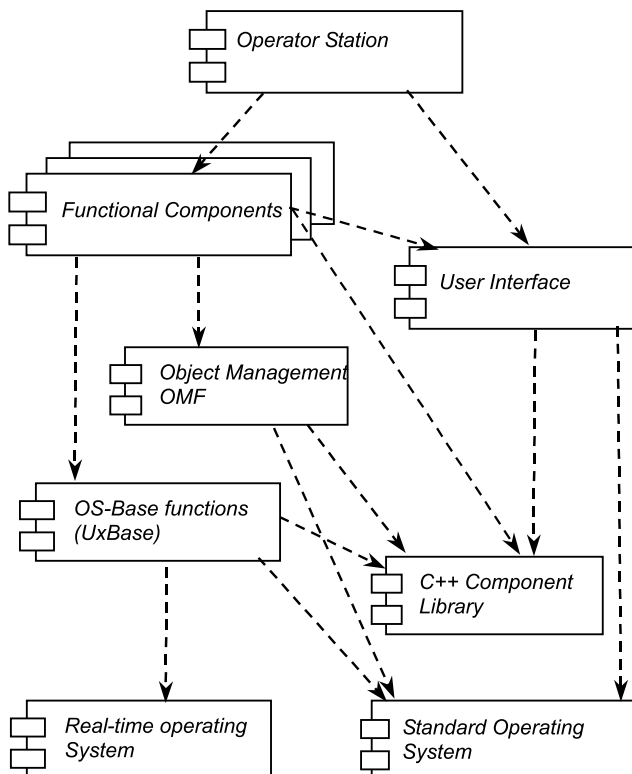 Operator Station
Functional Components
User Interface
Object Management
OMF
OS-Base functions
(UxBase)
C++ Component
Library
Real-time operating
System
Standard Operating
System